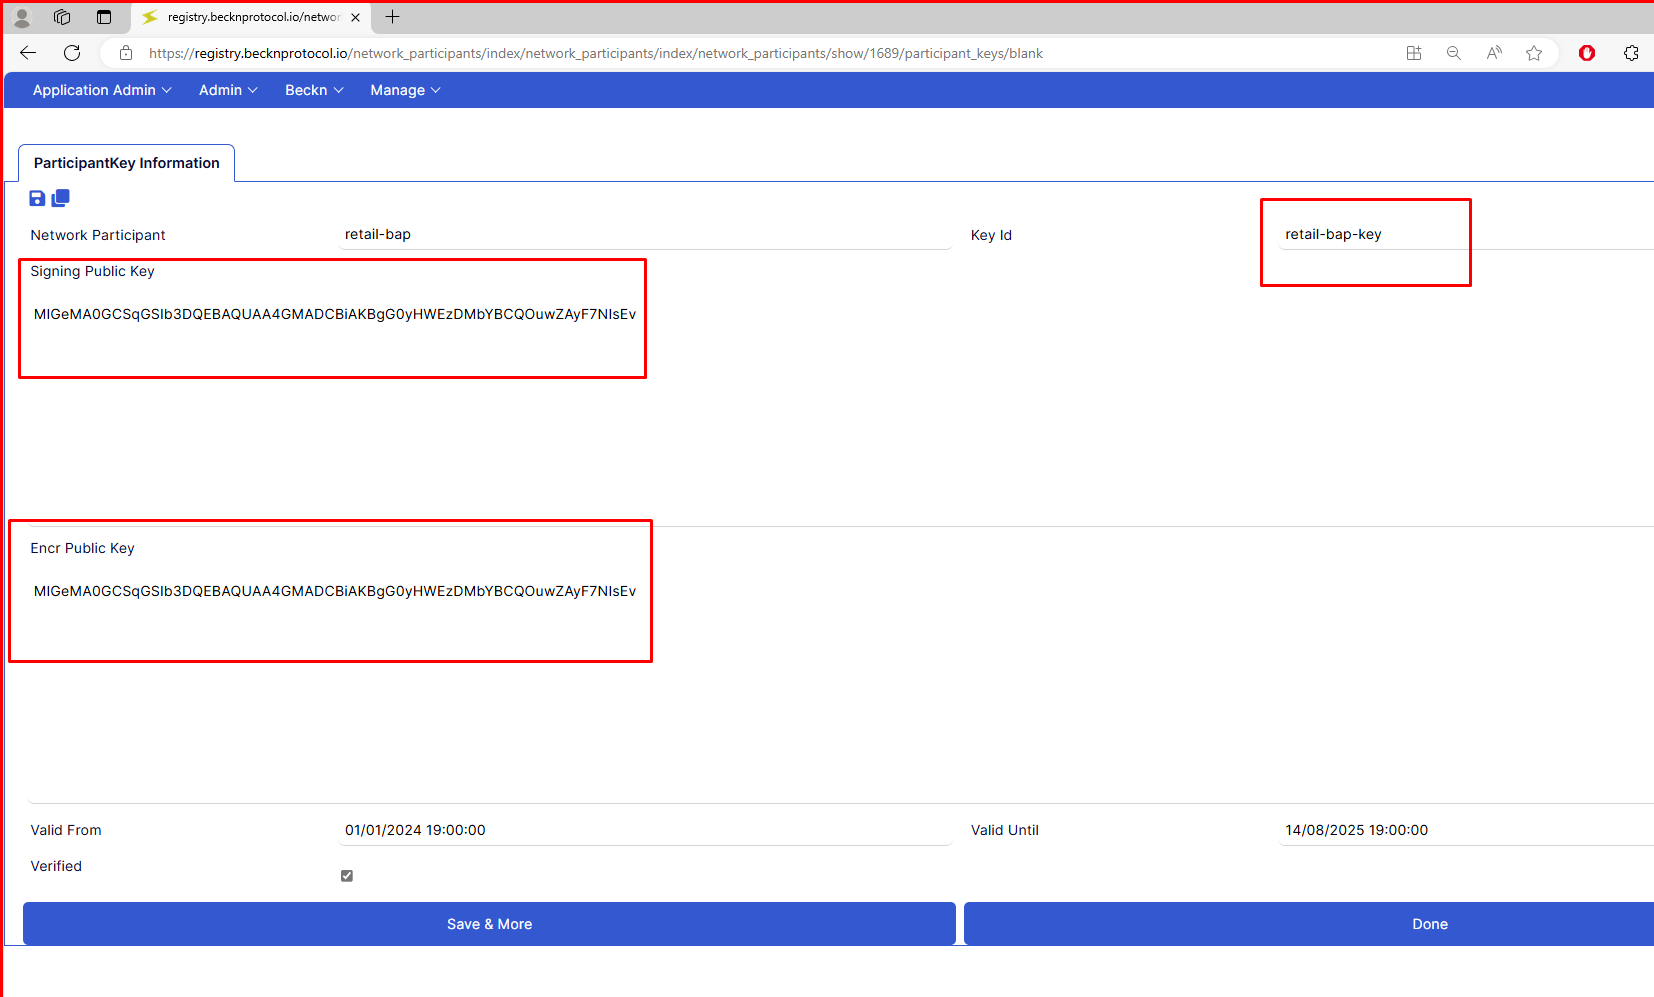 registry.becknprotocol.io/networ
https://registry.becknprotocol.io/network_participants/index/network_participants/index/network_participants/show/1689/participant_keys/blank
Application Admin Admin Beckn Manage
ParticipantKey Information
Network Participant retail-bap Key Id retail-bap-key
Signing Public Key
MIGeMA0GCSqGSIb3DQEBAQUAA4GMADCBiAKBgG0yHWEzDMbYBCQOuwZAyF7NIsEv
Encr Public Key
MIGeMA0GCSqGSIb3DQEBAQUAA4GMADCBiAKBgG0yHWEzDMbYBCQOuwZAyF7NIsEv
Valid From 01/01/2024 19:00:00 Valid Until 14/08/2025 19:00:00
Verified
Save & More Done